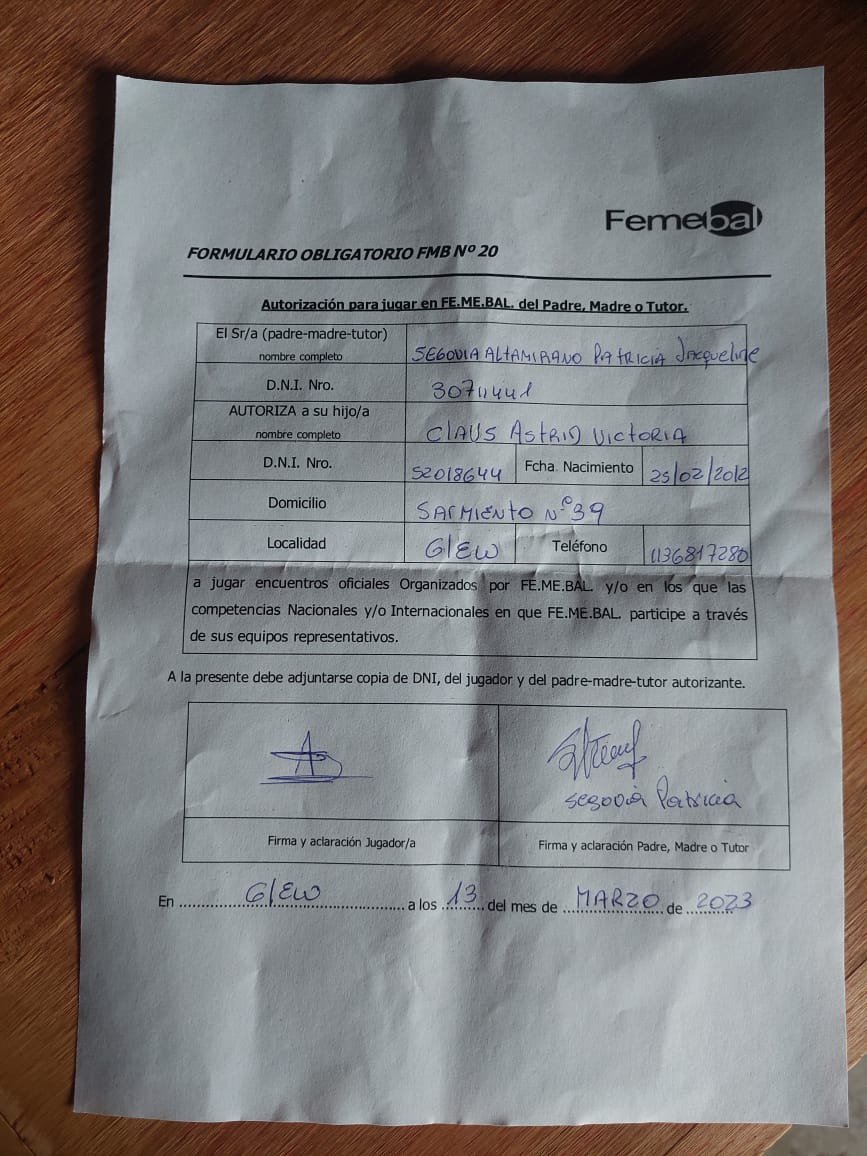 Femebal
FORMULARIO OBLIGATORIO FMB Nº 20
Autorización para jugar en FE.ME.BAL. del Padre, Madre o Tutor.
El Sr/a (padre-madre-tutor)
nombre completo
SEGOVIA ALTAMIRANO PATRICIA Jacqueline
D.N.I. Nro.
AUTORIZA a su hijo/a
nombre completo
CLAUS ASTRID VICTORIA
D.N.I. Nro. 52018644 Fcha. Nacimiento 25/02/2012
Domicilio SARMIENTO Nº 39
Localidad GLEW Teléfono 1136817280
a jugar encuentros oficiales Organizados por FE.ME.BAL. y/o en los que las
competencias Nacionales y/o Internacionales en que FE.ME.BAL. participe a través
de sus equipos representativos.
A la presente debe adjuntarse copia de DNI, del jugador y del padre-madre-tutor autorizante.
Segovia Patricia
Firma y aclaración Jugador/a Firma y aclaración Padre, Madre o Tutor
En GLEW a los 13 del mes de MARZO de 2023